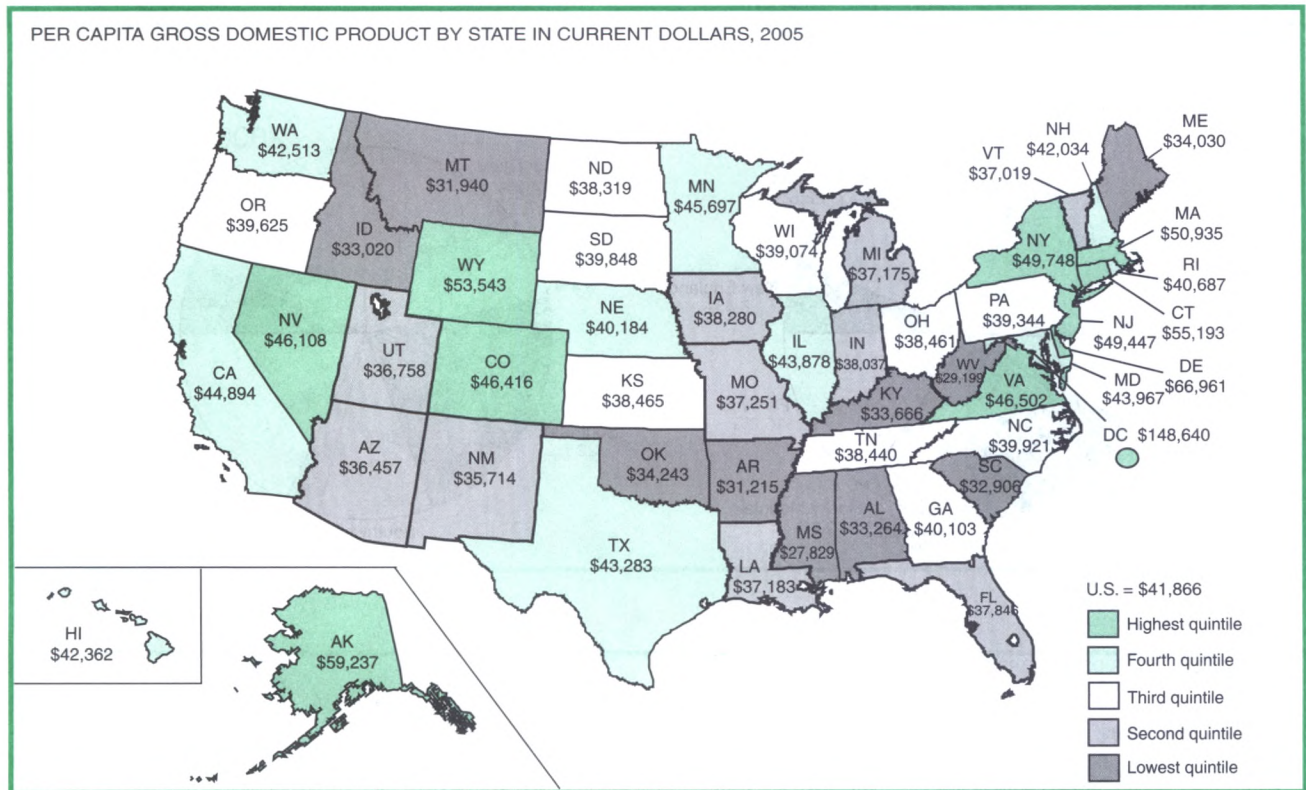 PER CAPITA GROSS DOMESTIC PRODUCT BY STATE IN CURRENT DOLLARS, 2005
WA
$42,513
OR
$39,625
CA
$44,894
NV
$46,108
ID
$33,020
MT
$31,940
WY
$53,543
UT
$36,758
CO
$46,416
AZ
$36,457
NM
$35,714
ND
$38,319
SD
$39,848
NE
$40,184
KS
$38,465
OK
$34,243
TX
$43,283
MN
$45,697
IA
$38,280
MO
$37,251
AR
$31,215
LA
$37,183
WI
$39,074
IL
$43,878
MI
$37,175
IN
$38,037
OH
$38,461
KY
$33,666
TN
$38,440
MS
$27,829
AL
$33,264
GA
$40,103
FL
$37,846
SC
$32,906
NC
$39,921
VA
$46,502
WV
$29,199
PA
$39,344
NY
$49,748
VT
$37,019
NH
$42,034
ME
$34,030
MA
$50,935
RI
$40,687
CT
$55,193
NJ
$49,447
DE
$66,961
MD
$43,967
DC $148,640
HI
$42,362
AK
$59,237
U.S. = $41,866
Highest quintile
Fourth quintile
Third quintile
Second quintile
Lowest quintile